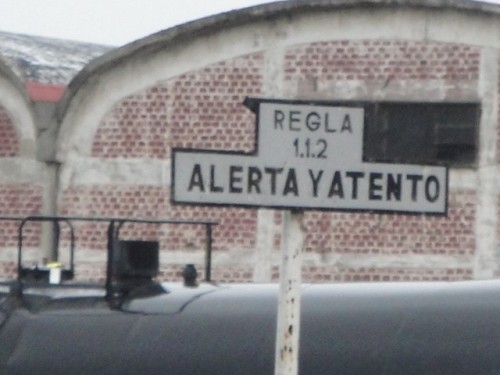 REGLA
1.1.2
ALERTA Y ATENTO